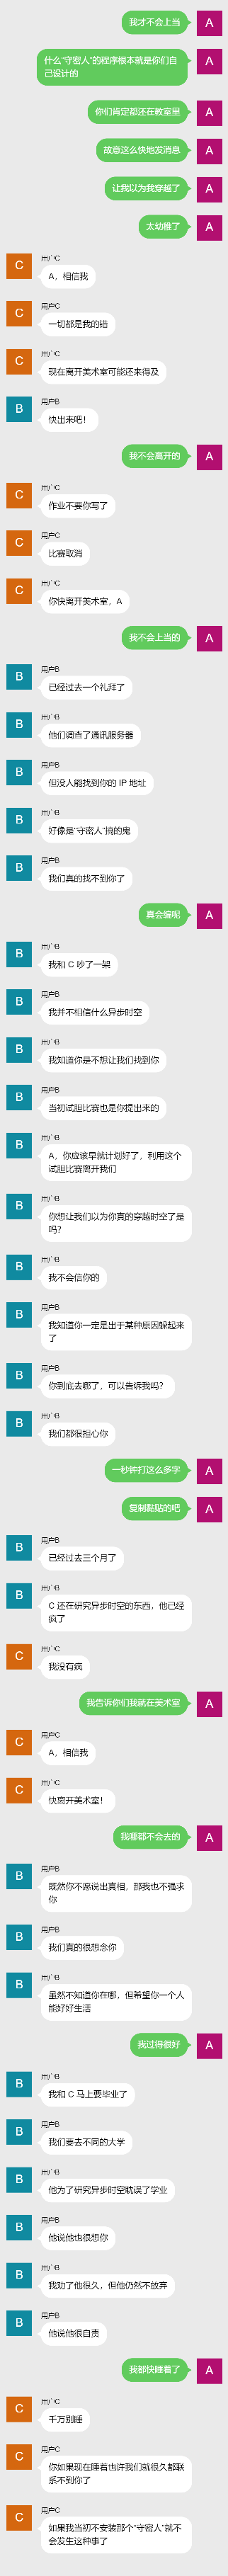 我才不会上当
A
什么“守密人”的程序根本就是你们自
己设计的
A
你们肯定都还在教室里
A
故意这么快地发消息
A
让我以为我穿越了
A
太幼稚了
A
用户C
C
A，相信我
用户C
C
一切都是我的错
用户C
C
现在离开美术室可能还来得及
用户B
B
快出来吧！
我不会离开的
A
用户C
C
作业不要你写了
用户C
C
比赛取消
用户C
C
你快离开美术室，A
我不会上当的
A
用户B
B
已经过去一个礼拜了
用户B
B
他们调查了通讯服务器
用户B
B
但没人能找到你的 IP 地址
用户B
B
好像是“守密人”搞的鬼
用户B
B
我们真的找不到你了
真会编呢
A
用户B
B
我和 C 吵了一架
用户B
B
我并不相信什么异步时空
用户B
B
我知道你是不想让我们找到你
用户B
B
当初试胆比赛也是你提出来的
用户B
B
A，你应该早就计划好了，利用这个
试胆比赛离开我们
用户B
B
你想让我们以为你真的穿越时空了是
吗？
用户B
B
我不会信你的
用户B
B
我知道你一定是出于某种原因躲起来
了
用户B
B
你到底去哪了，可以告诉我吗？
用户B
B
我们都很担心你
一秒钟打这么多字
A
复制黏贴的吧
A
用户B
B
已经过去三个月了
用户B
B
C 还在研究异步时空的东西，他已经
疯了
用户C
C
我没有疯
我告诉你们我就在美术室
A
用户C
C
A，相信我
用户C
C
快离开美术室！
我哪都不会去的
A
用户B
B
既然你不愿说出真相，那我也不强求
你
用户B
B
我们真的很想念你
用户B
B
虽然不知道你在哪，但希望你一个人
能好好生活
我过得很好
A
用户B
B
我和 C 马上要毕业了
用户B
B
我们要去不同的大学
用户B
B
他为了研究异步时空耽误了学业
用户B
B
他说他也很想你
用户B
B
我劝了他很久，但他仍然不放弃
用户B
B
他说他很自责
我都快睡着了
A
用户C
C
千万别睡
用户C
C
你如果现在睡着也许我们就很久都联
系不到你了
用户C
C
如果我当初不安装那个“守密人”就不
会发生这种事了